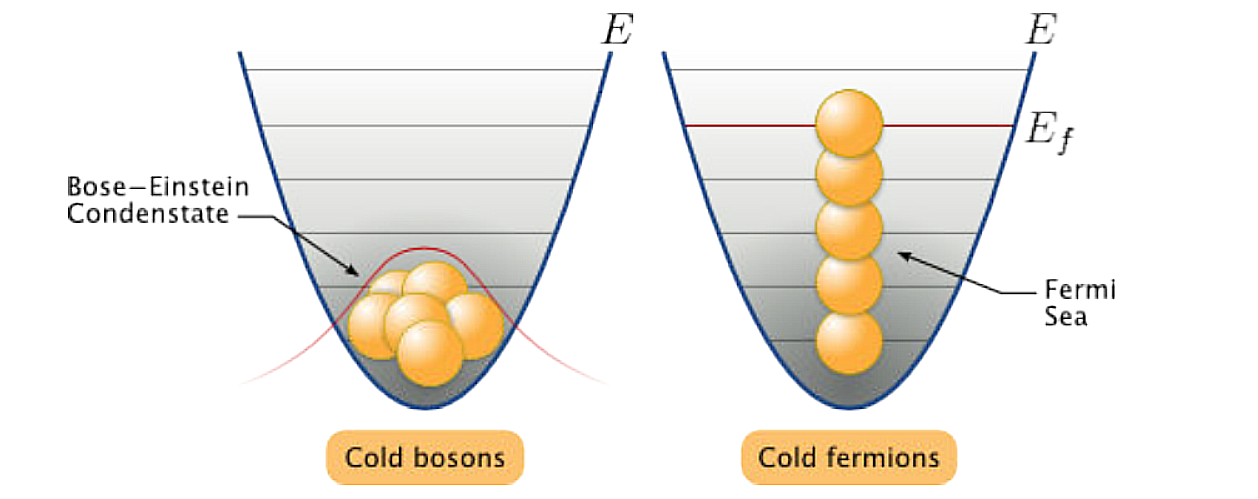 E
E
E_f
Bose–Einstein
Condenstate
Fermi
Sea
Cold bosons
Cold fermions